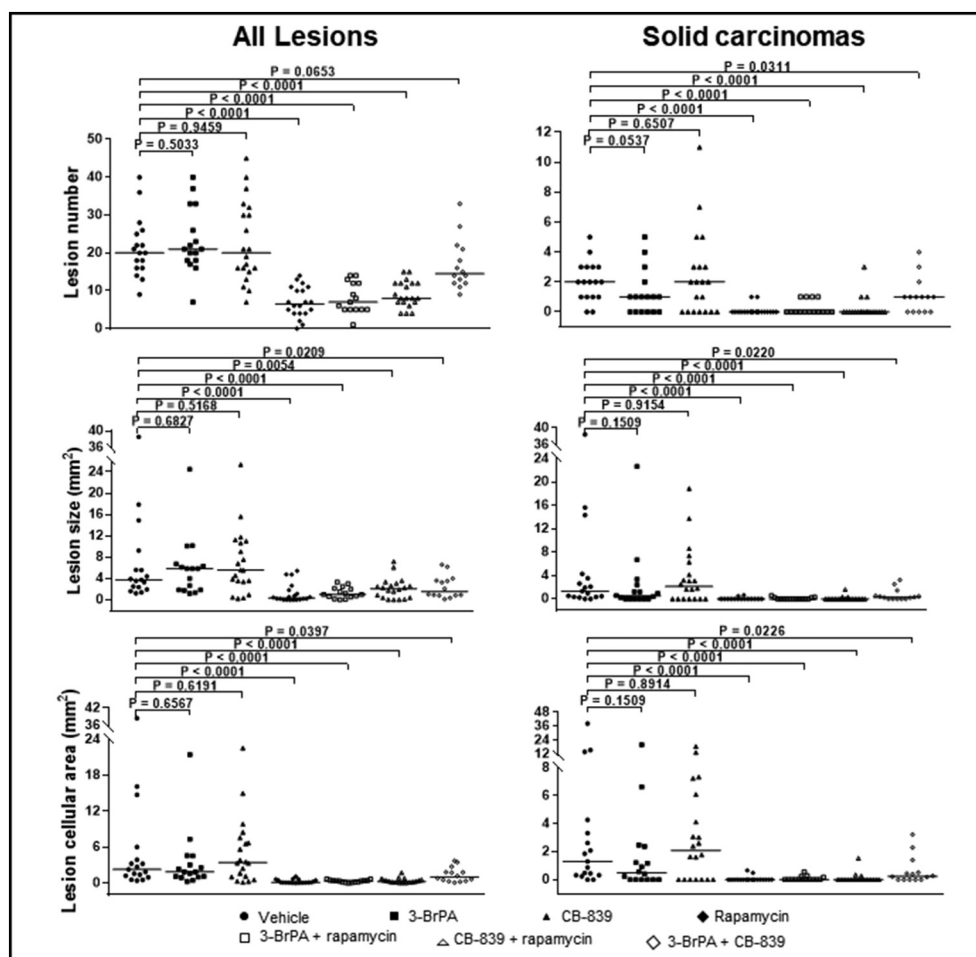 All Lesions
Solid carcinomas
P = 0.0653
P < 0.0001
P < 0.0001
P < 0.0001
P = 0.9459
P = 0.5033
Lesion number
50
40
30
20
10
0
P = 0.0311
P < 0.0001
P < 0.0001
P < 0.0001
P = 0.6507
P = 0.0537
12
10
8
6
4
2
0
P = 0.0209
P = 0.0054
P < 0.0001
P < 0.0001
P = 0.5168
P = 0.6827
Lesion size (mm²)
40
36
24
20
16
12
8
4
0
P = 0.0220
P < 0.0001
P < 0.0001
P < 0.0001
P = 0.9154
P = 0.1509
40
36
24
20
16
12
8
4
0
P = 0.0397
P < 0.0001
P < 0.0001
P < 0.0001
P = 0.6191
P = 0.6567
Lesion cellular area (mm²)
42
36
24
18
12
6
0
P = 0.0226
P < 0.0001
P < 0.0001
P < 0.0001
P = 0.8914
P = 0.1509
48
36
24
12
8
6
4
2
0
Vehicle
3-BrPA
CB-839
Rapamycin
3-BrPA + rapamycin
CB-839 + rapamycin
3-BrPA + CB-839